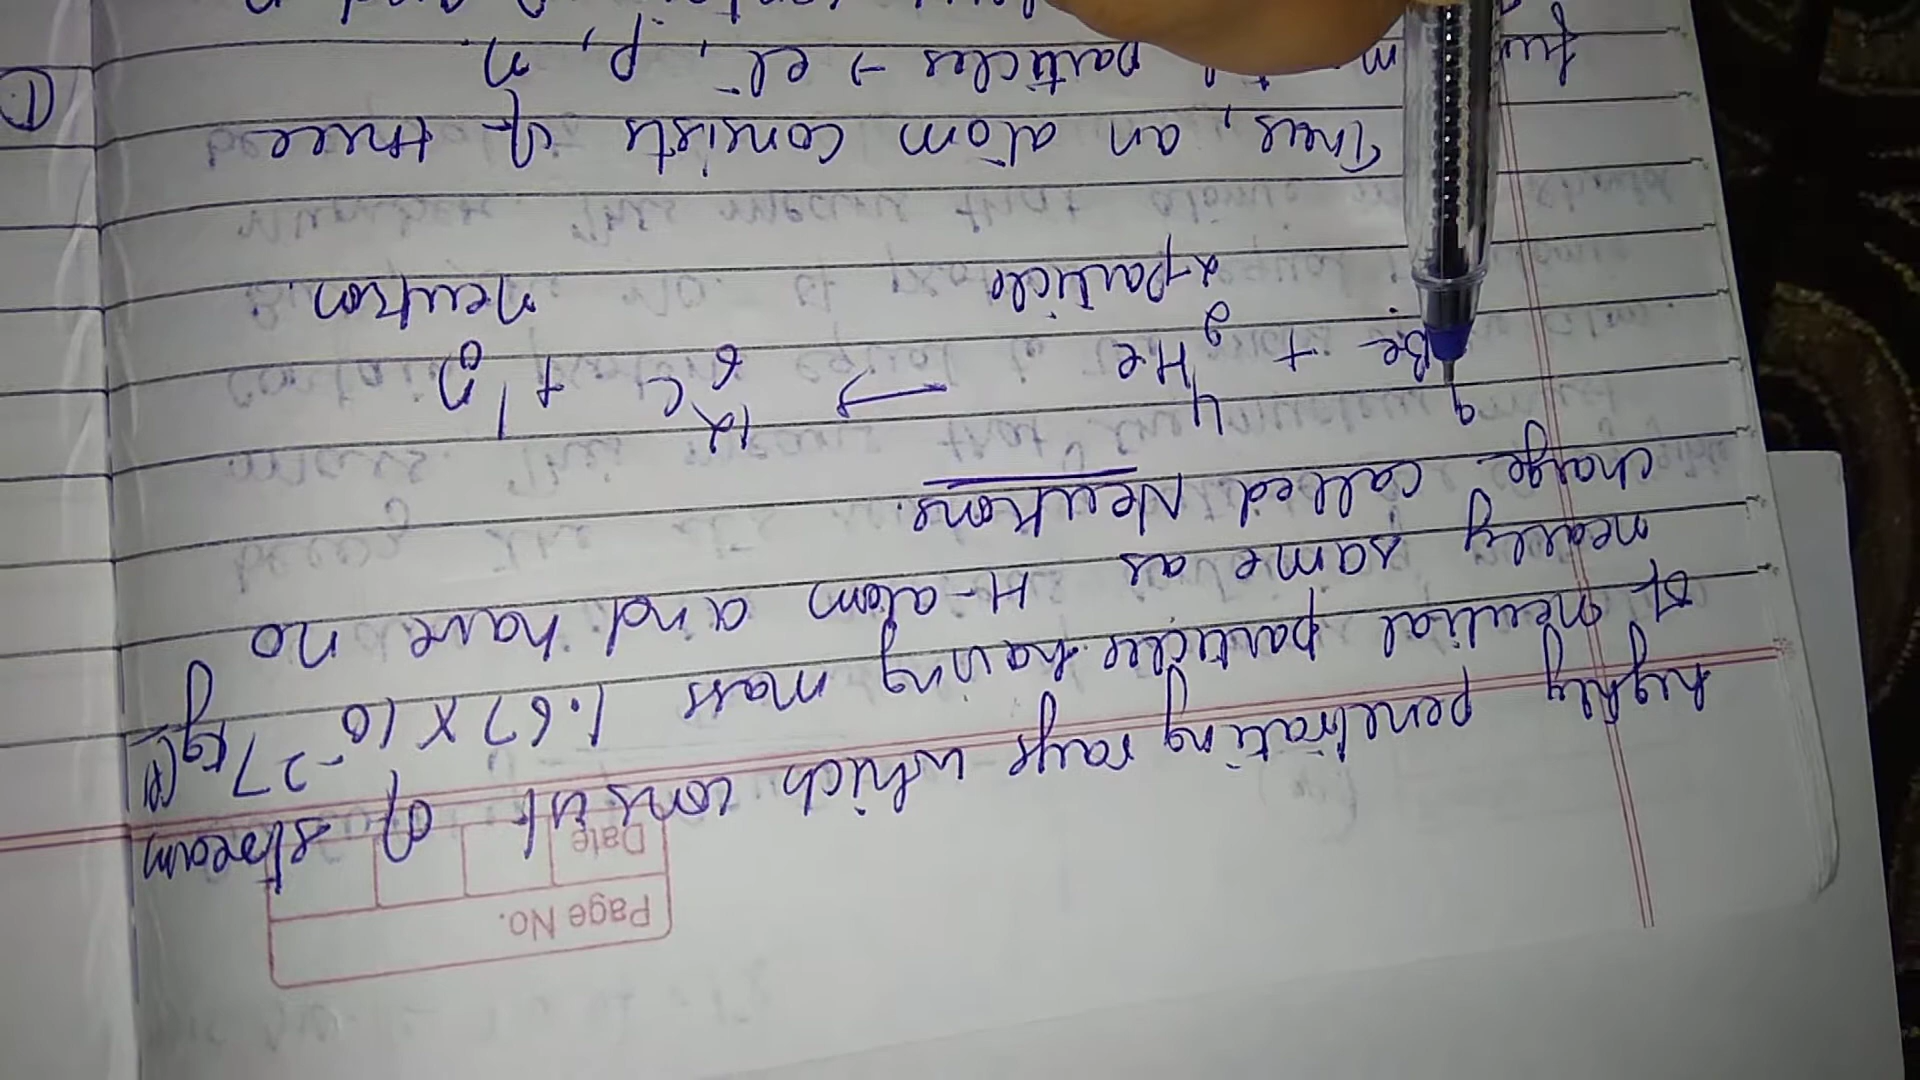 Page No.
Date
highly penetrating rays which consist of stream
of neutral particles having mass 1.67 x 10⁻²⁷ kg
nearly same as H-atom and have no
charge called Neutrons.
⁹Be + ⁴₂He → ¹²₆C + ¹₀n
α-particle neutron.
Thus, an atom consists of three
particles → el⁻, p, n
①